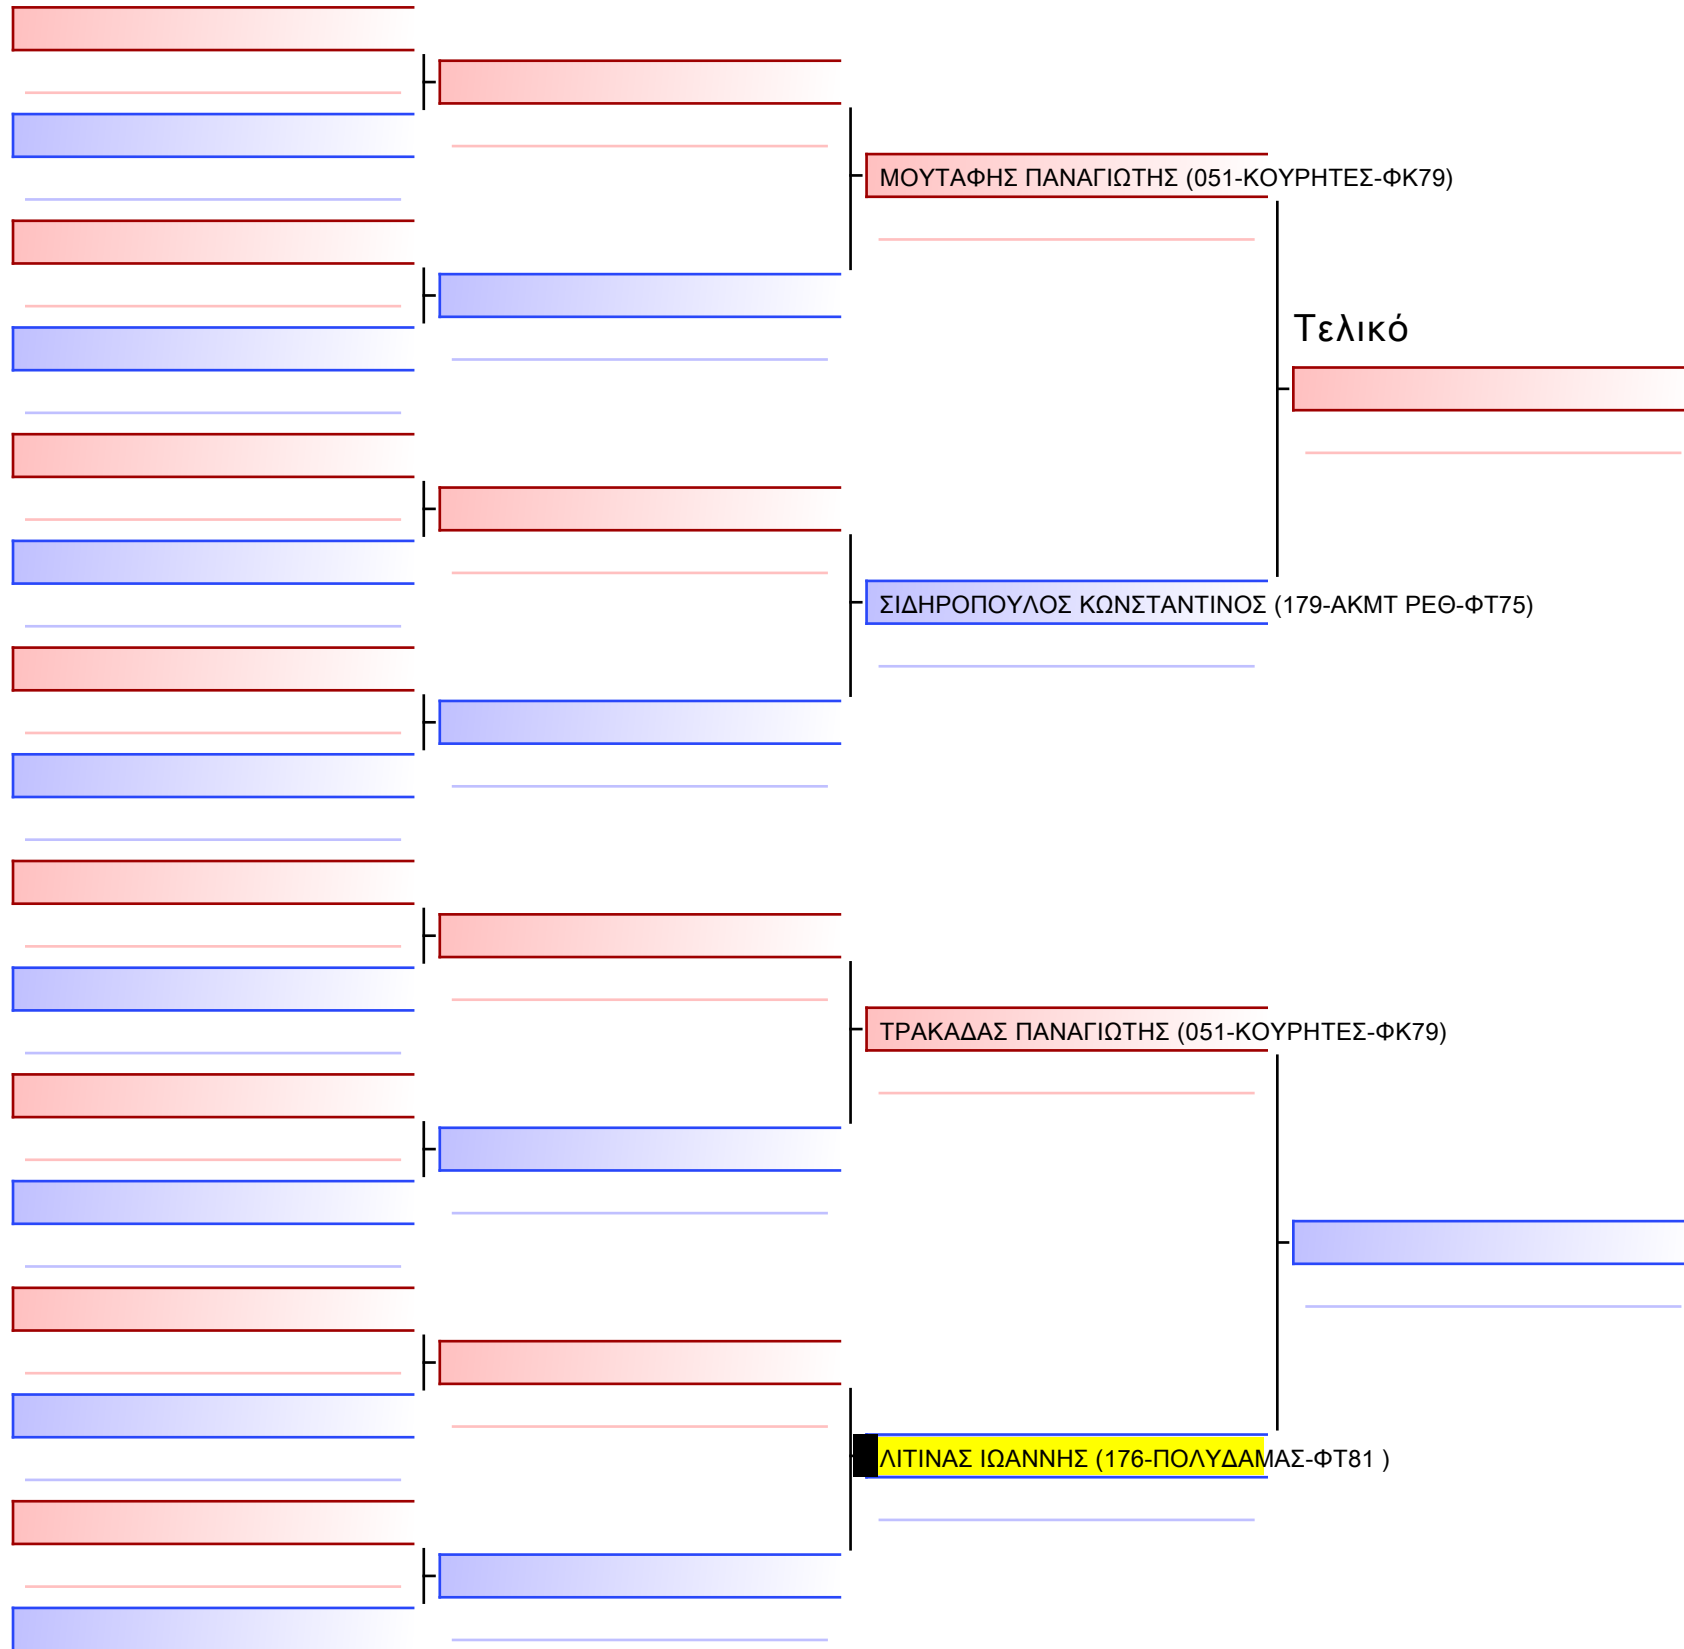 ΜΟΥΤΑΦΗΣ ΠΑΝΑΓΙΩΤΗΣ (051-ΚΟΥΡΗΤΕΣ-ΦΚ79)
Τελικό
ΣΙΔΗΡΟΠΟΥΛΟΣ ΚΩΝΣΤΑΝΤΙΝΟΣ (179-ΑΚΜΤ ΡΕΘ-ΦΤ75)
ΤΡΑΚΑΔΑΣ ΠΑΝΑΓΙΩΤΗΣ (051-ΚΟΥΡΗΤΕΣ-ΦΚ79)
ΛΙΤΙΝΑΣ ΙΩΑΝΝΗΣ (176-ΠΟΛΥΔΑΜΑΣ-ΦΤ81 )